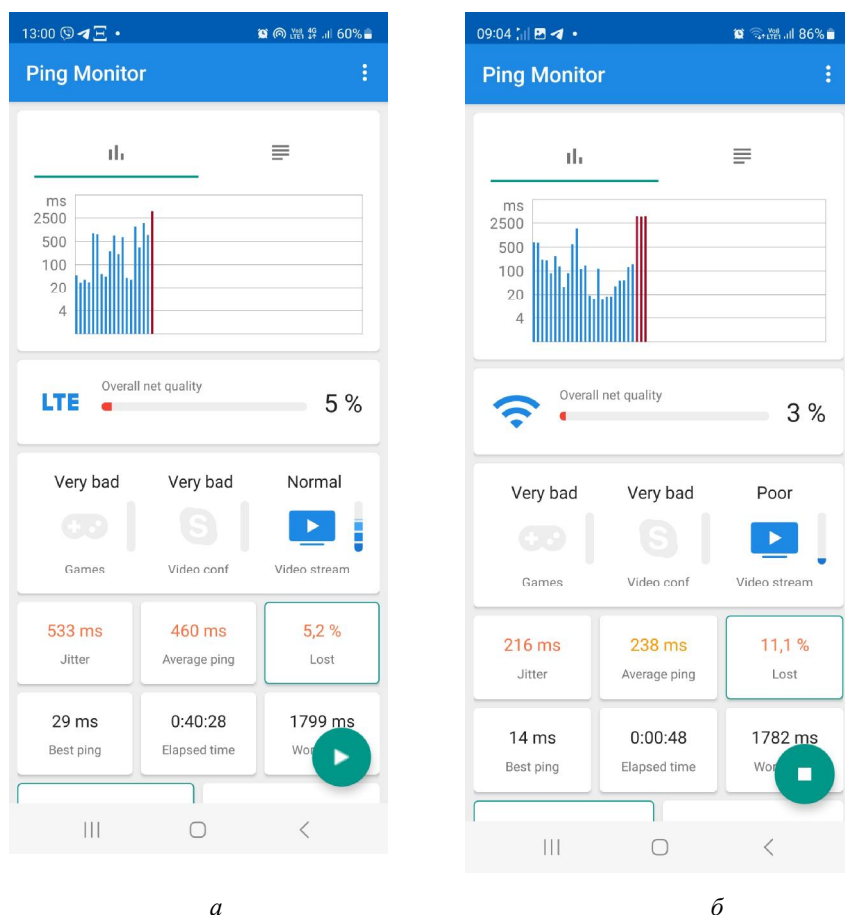 13:00 60%
Ping Monitor
ms
2500
500
100
20
4
LTE
Overall net quality
5 %
Very bad Very bad Normal
Games Video conf Video stream
533 ms 460 ms 5,2 %
Jitter Average ping Lost
29 ms 0:40:28 1799 ms
Best ping Elapsed time Wor
а
09:04 86%
Ping Monitor
ms
2500
500
100
20
4
Overall net quality
3 %
Very bad Very bad Poor
Games Video conf Video stream
216 ms 238 ms 11,1 %
Jitter Average ping Lost
14 ms 0:00:48 1782 ms
Best ping Elapsed time Wor
б